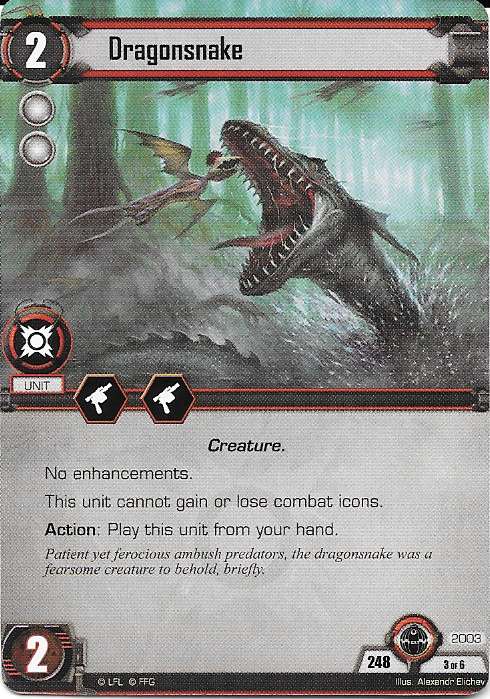 2
Dragonsnake
UNIT
Creature.
No enhancements.
This unit cannot gain or lose combat icons.
Action: Play this unit from your hand.
Patient yet ferocious ambush predators, the dragonsnake was a
fearsome creature to behold, briefly.
2
© LFL © FFG
248
3 OF 6
2003
Illus. Alexandr Elichev